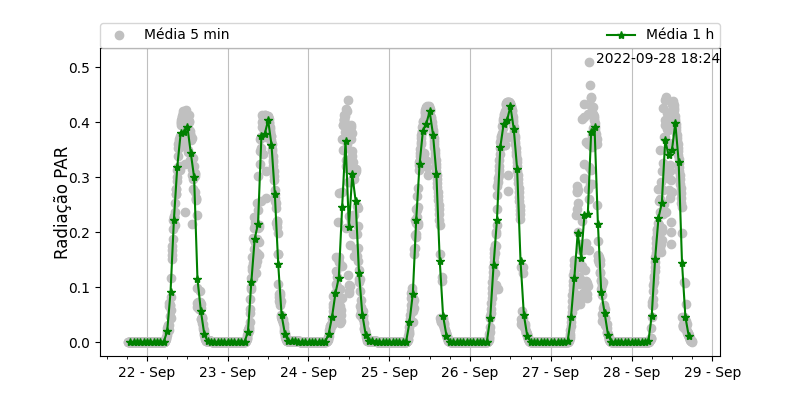 Média 5 min
Média 1 h
2022-09-28 18:24
Radiação PAR
0.5
0.4
0.3
0.2
0.1
0.0
22 - Sep
23 - Sep
24 - Sep
25 - Sep
26 - Sep
27 - Sep
28 - Sep
29 - Sep